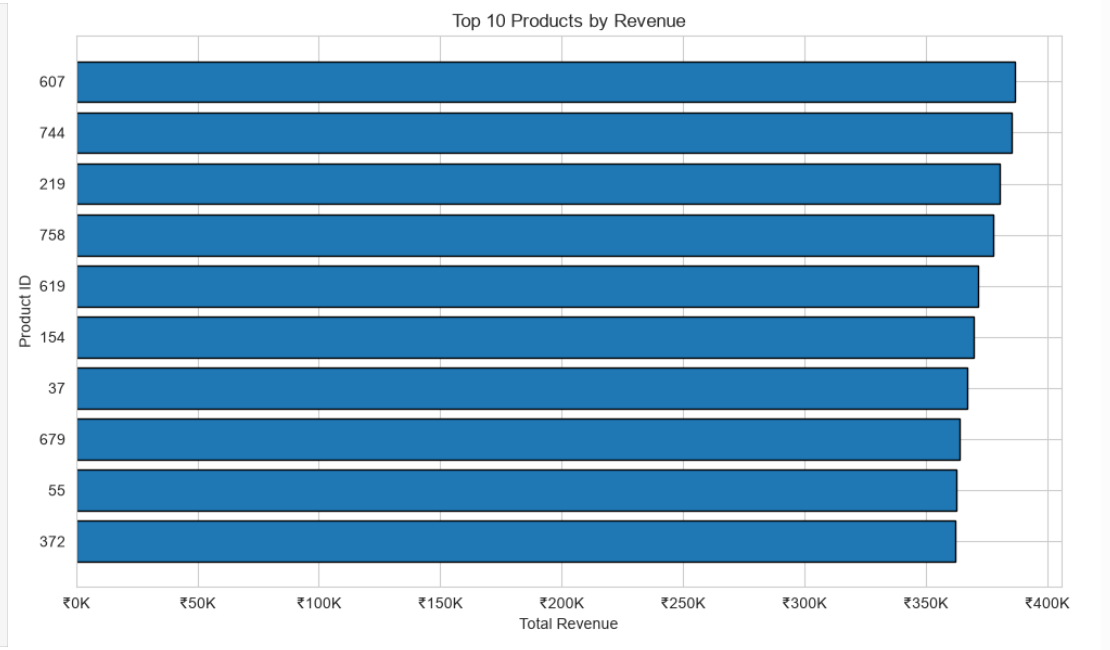 Top 10 Products by Revenue
607
744
219
758
619
154
37
679
55
372
Product ID
₹0K ₹50K ₹100K ₹150K ₹200K ₹250K ₹300K ₹350K ₹400K
Total Revenue